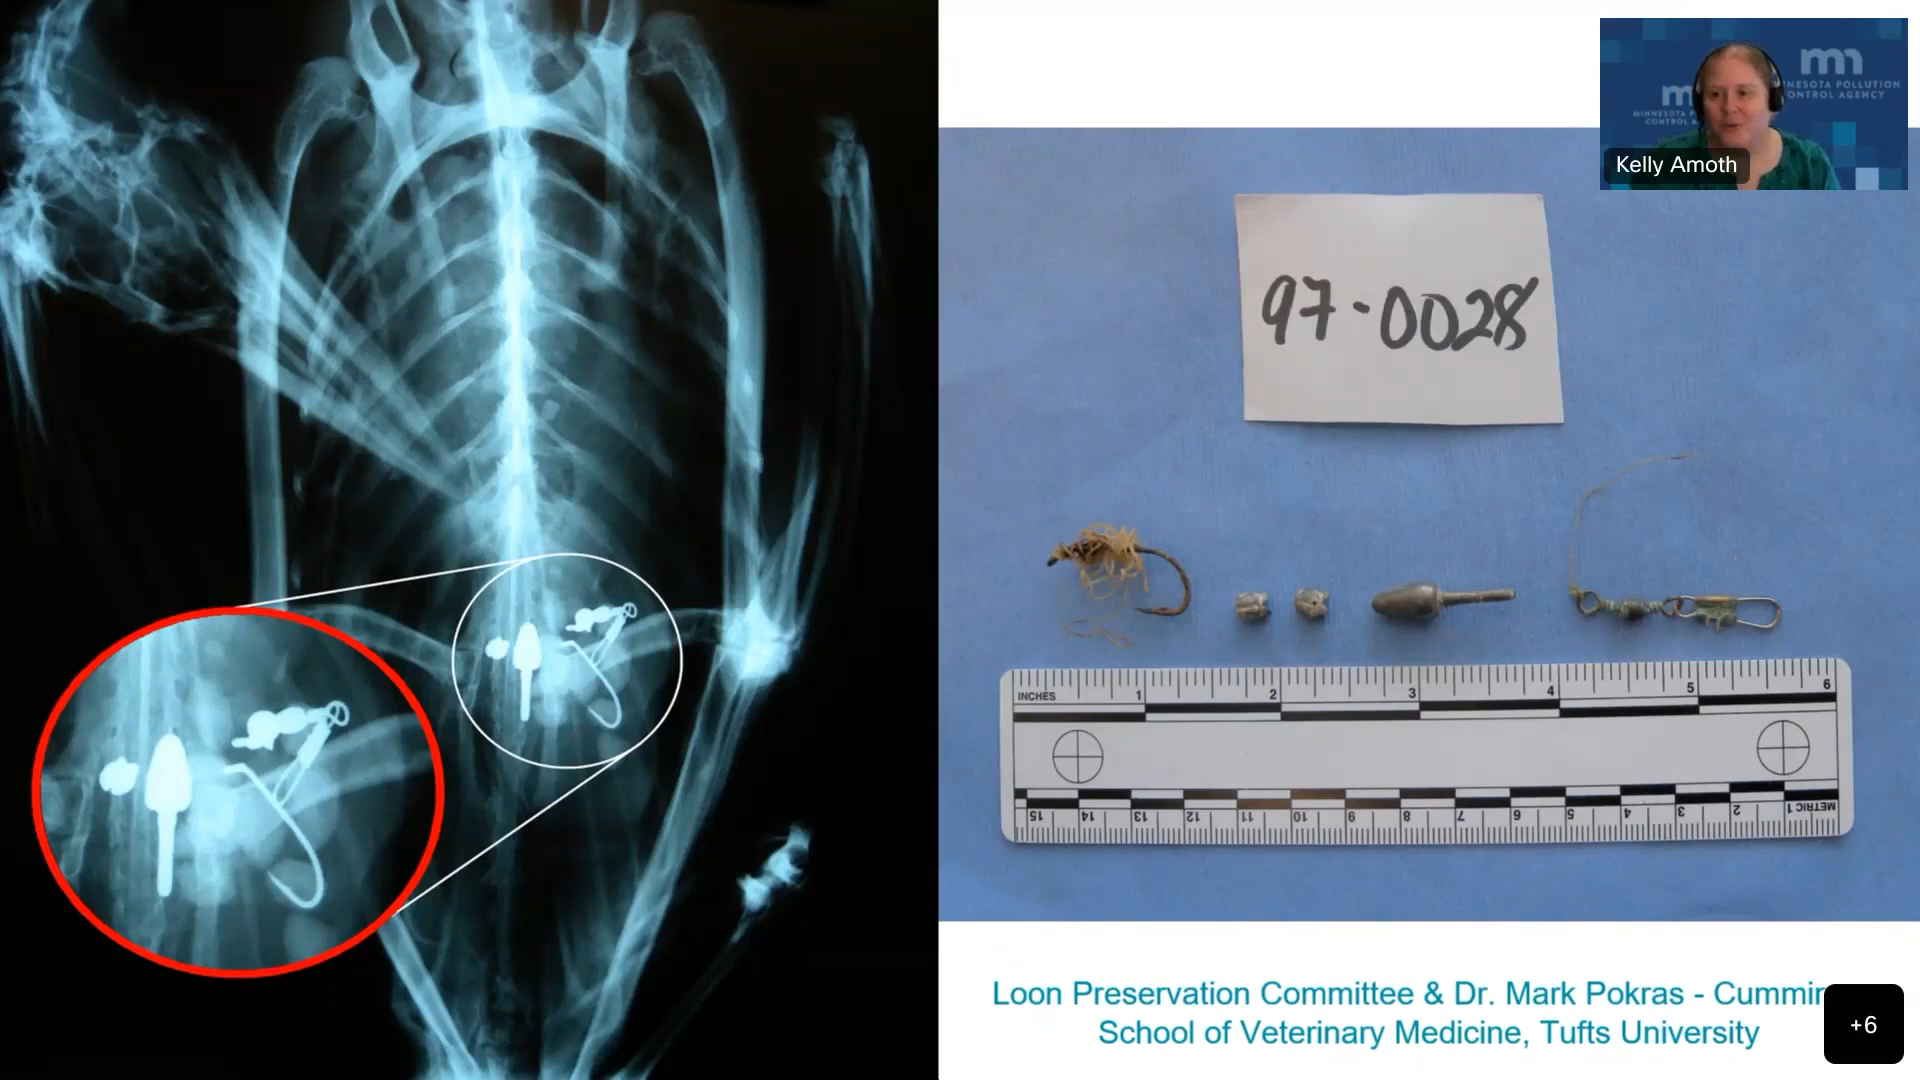 mn
MINNESOTA POLLUTION
CONTROL AGENCY
Kelly Amoth
97-0028
INCHES 1 2 3 4 5 6
METRIC 1 2 3 4 5 6 7 8 9 10 11 12 13 14 15
Loon Preservation Committee & Dr. Mark Pokras -
School of Veterinary Medicine, Tufts University
+6